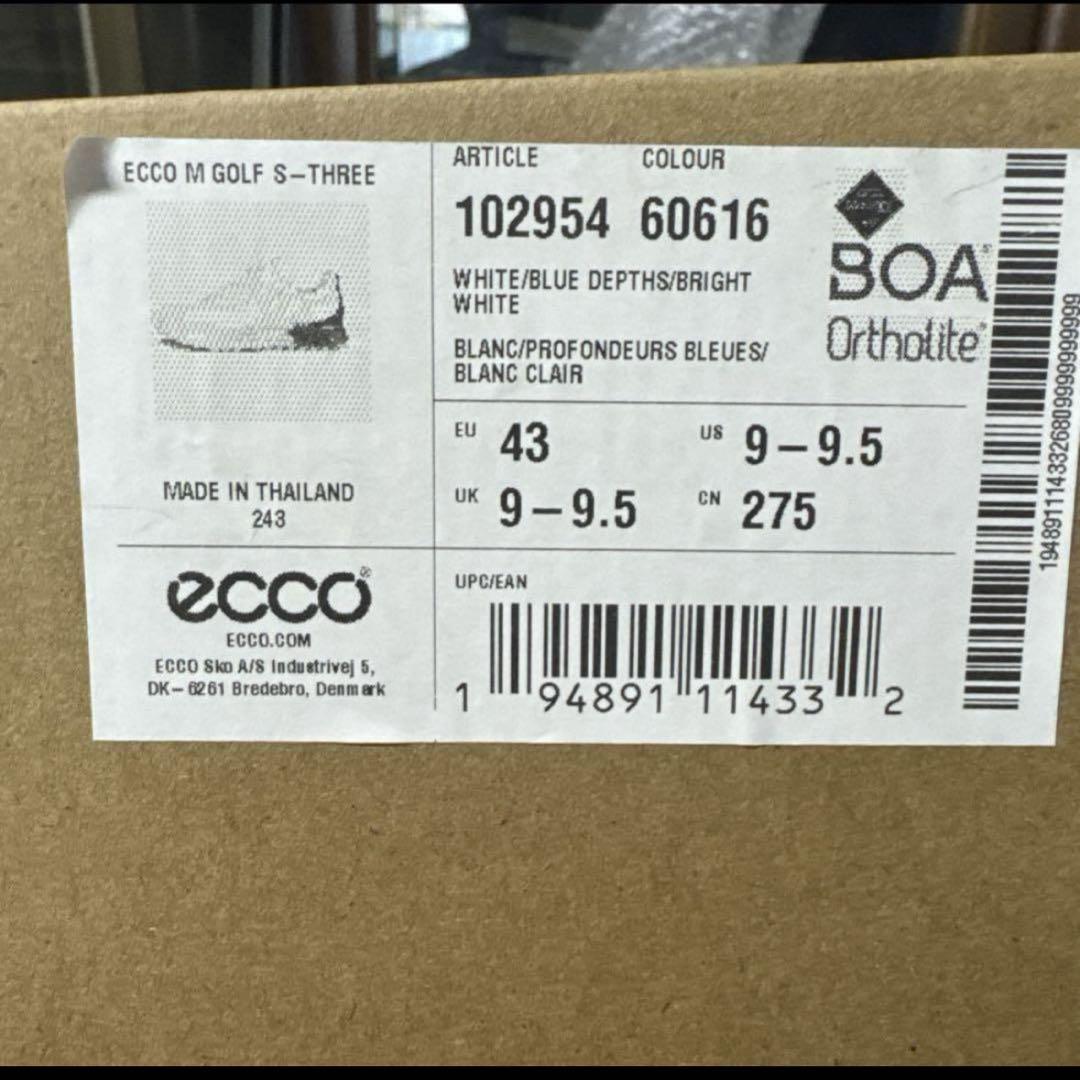 ECCO M GOLF S-THREE
MADE IN THAILAND
243
ecco®
ECCO.COM
ECCO Sko A/S Industrivej 5,
DK-6261 Bredebro, Denmark
ARTICLE COLOUR
102954 60616
WHITE/BLUE DEPTHS/BRIGHT
WHITE
BLANC/PROFONDEURS BLEUES/
BLANC CLAIR
BOA®
Ortholite®
EU 43 US 9-9.5
UK 9-9.5 CN 275
UPC/EAN
1 94891 11433 2